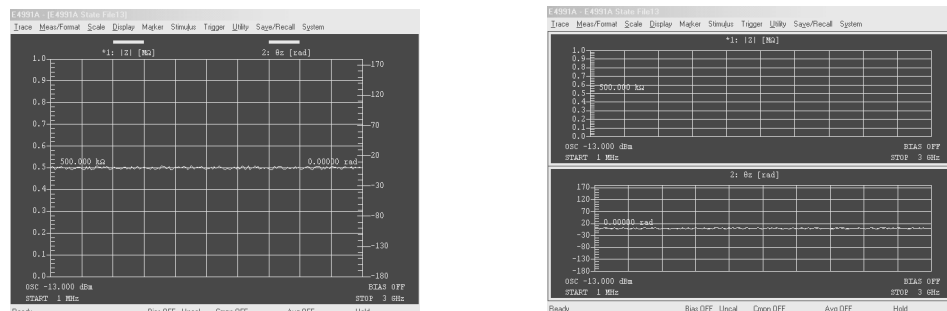 E4991A - [E4991A State File13]
Trace Meas/Format Scale Display Marker Stimulus Trigger Utility Save/Recall System
*1: |Z| [MΩ]
2: θz [rad]
1.0
0.9
0.8
0.7
0.6
0.5
0.4
0.3
0.2
0.1
0.0
500.000 kΩ
0.00000 rad
170
120
70
20
-30
-80
-130
-180
OSC -13.000 dBm
BIAS OFF
START 1 MHz
STOP 3 GHz
Ready
Bias OFF Uncal Comp OFF Avg OFF Hold
E4991A - E4991A State File13
Trace Meas/Format Scale Display Marker Stimulus Trigger Utility Save/Recall System
*1: |Z| [MΩ]
1.0
0.9
0.8
0.7
0.6
0.5
0.4
0.3
0.2
0.1
0.0
500.000 kΩ
OSC -13.000 dBm
BIAS OFF
START 1 MHz
STOP 3 GHz
2: θz [rad]
170
120
70
20
-30
-80
-130
-180
0.00000 rad
OSC -13.000 dBm
BIAS OFF
START 1 MHz
STOP 3 GHz
Ready
Bias OFF Uncal Comp OFF Avg OFF Hold